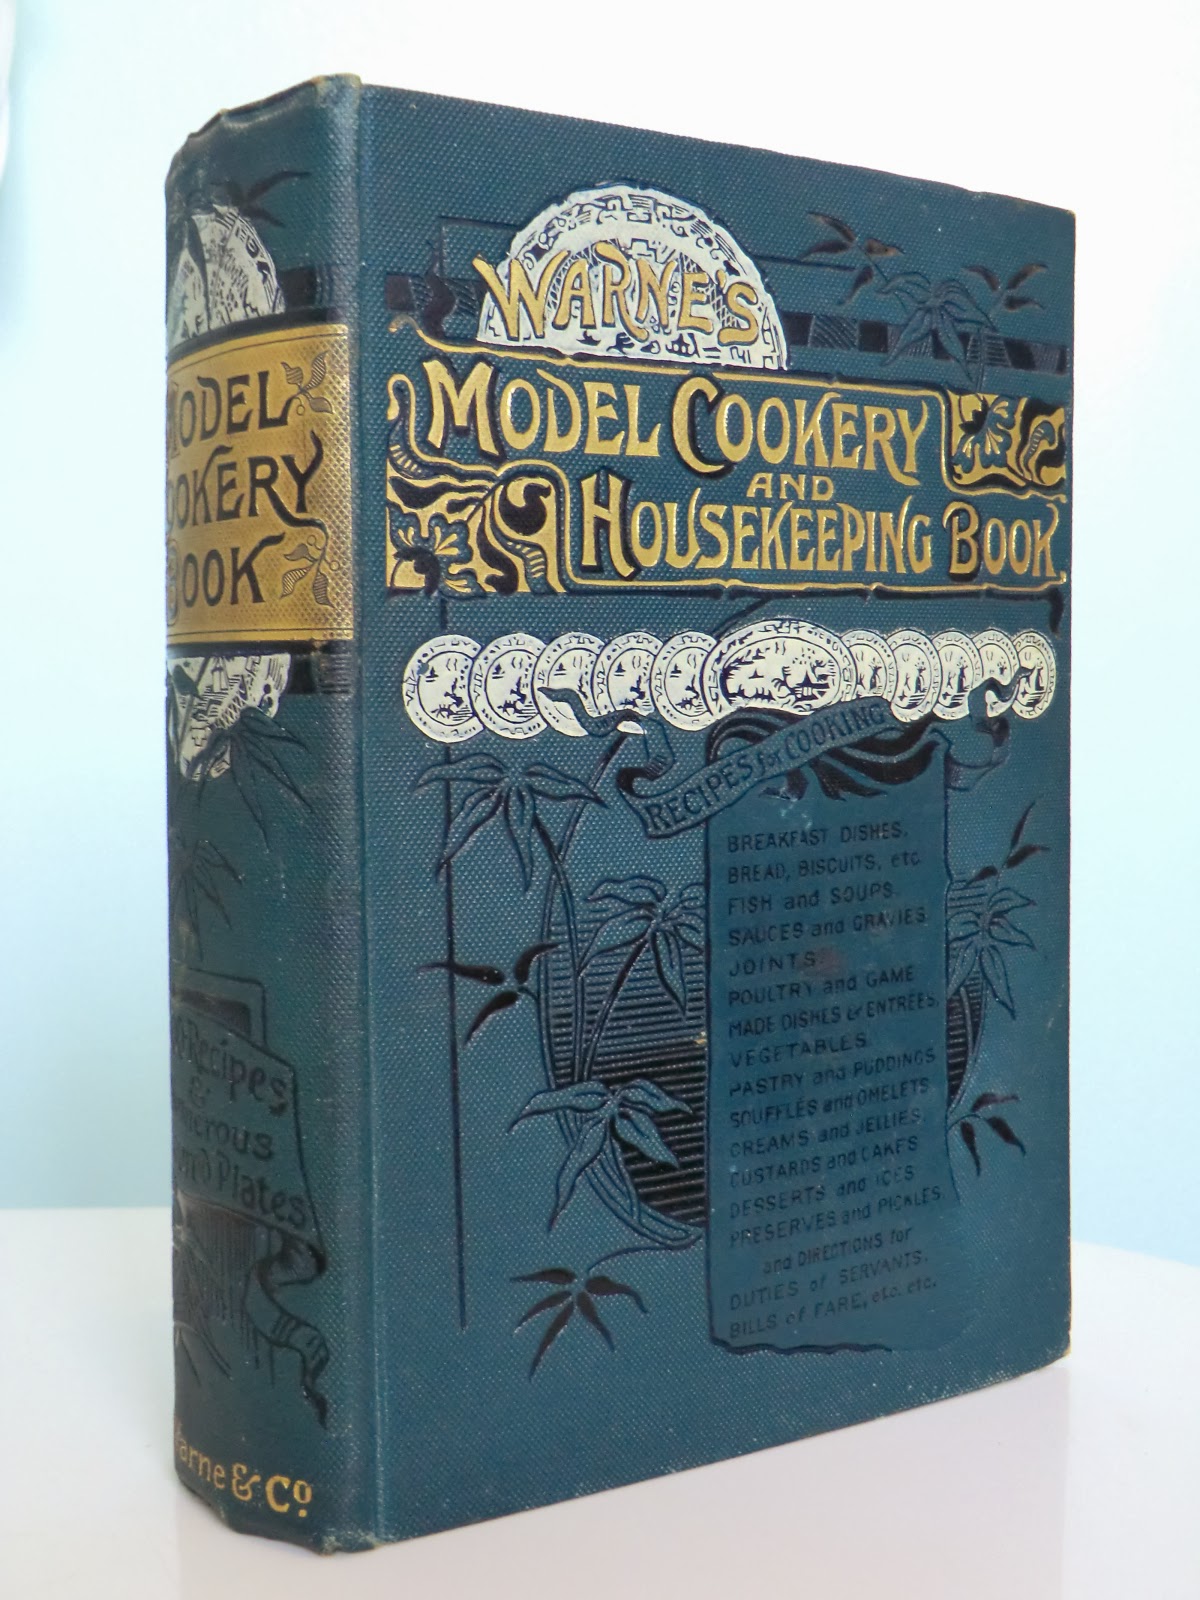 MODEL
COOKERY
BOOK
Recipes
&
Plates
Warne & Co.
WARNE'S
MODEL COOKERY
AND
HOUSEKEEPING BOOK
RECIPES for COOKING
BREAKFAST DISHES,
BREAD, BISCUITS, etc
FISH and SOUPS.
SAUCES and GRAVIES
JOINTS.
POULTRY and GAME
MADE DISHES & ENTRÉES,
VEGETABLES
PASTRY and PUDDINGS
SOUFFLÉS and OMELETS
CREAMS and JELLIES.
CUSTARDS and CAKES
DESSERTS and ICES
PRESERVES and PICKLES
and DIRECTIONS for
DUTIES of SERVANTS.
BILLS of FARE, etc. etc.